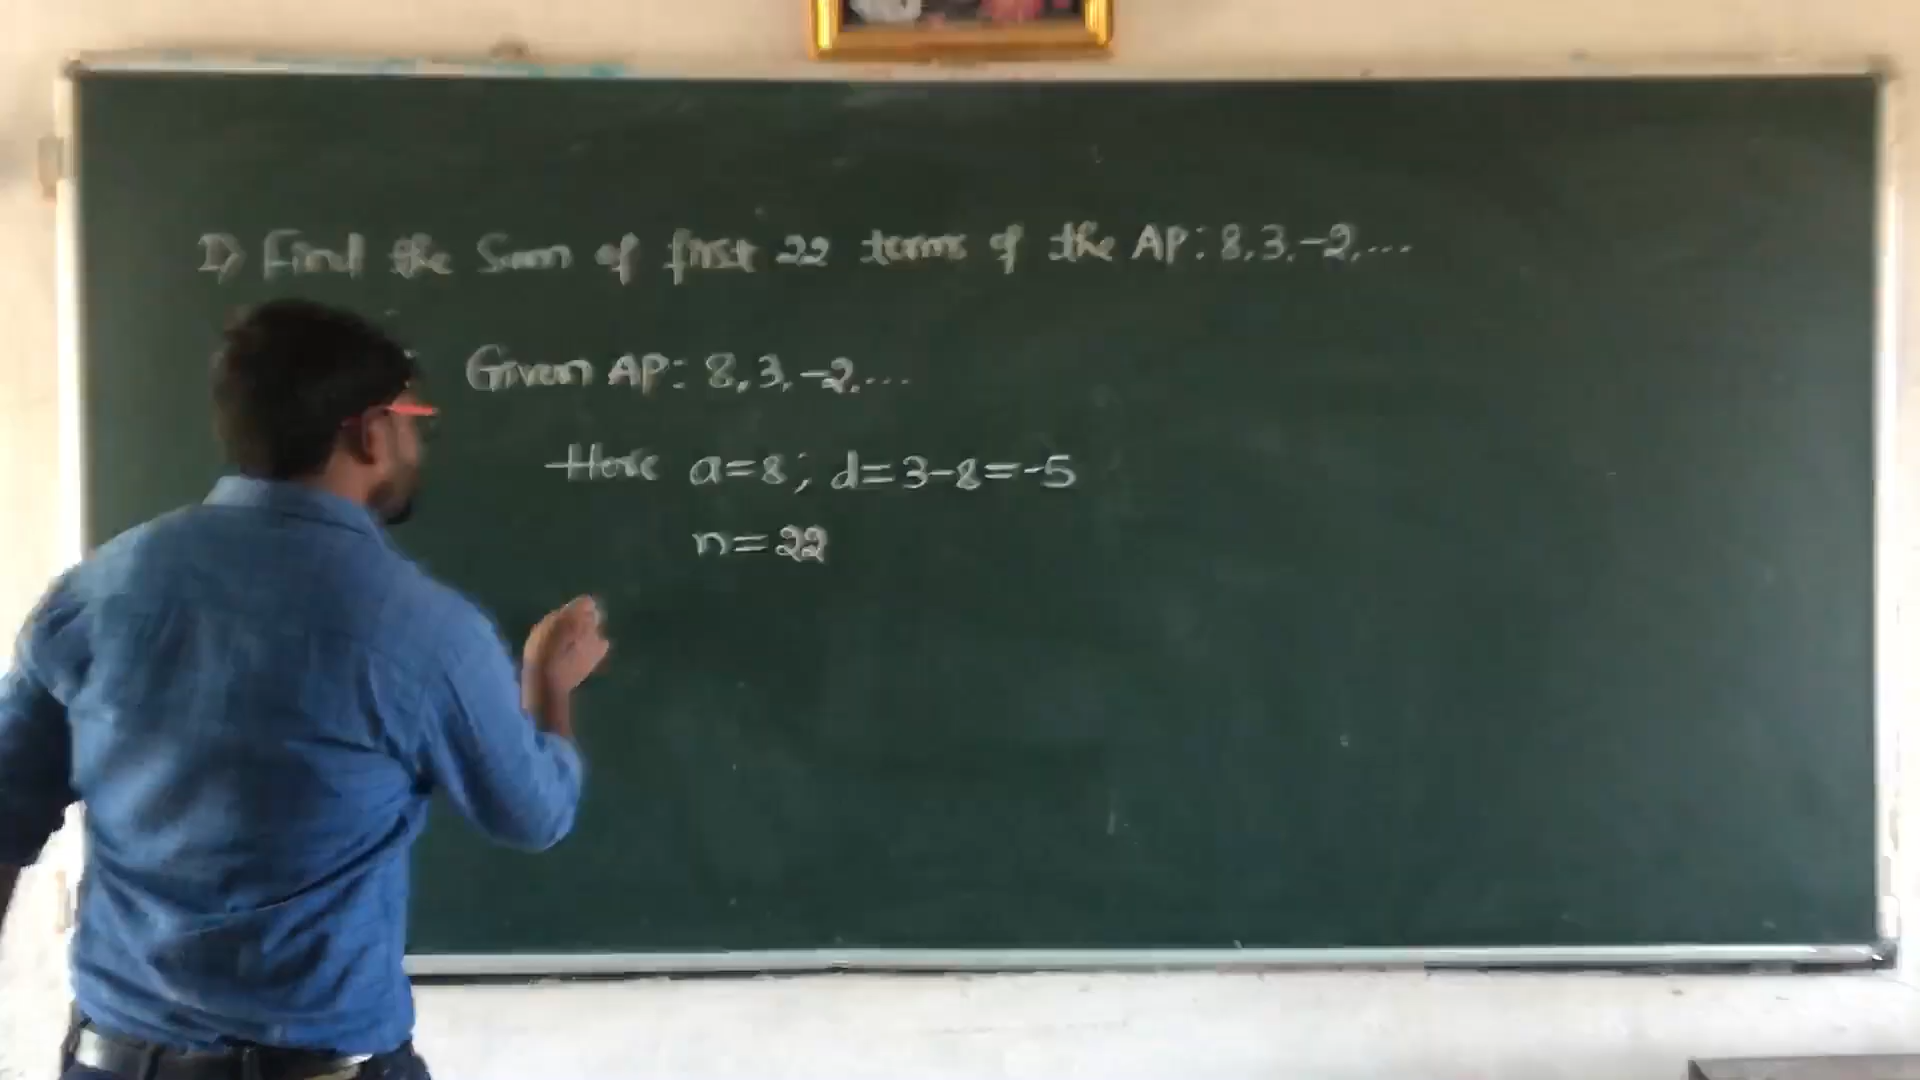 1) Find the Sum of first 22 terms of the AP: 8, 3, -2, ...
Given AP: 8, 3, -2, ...
Here a=8; d=3-8=-5
n=22